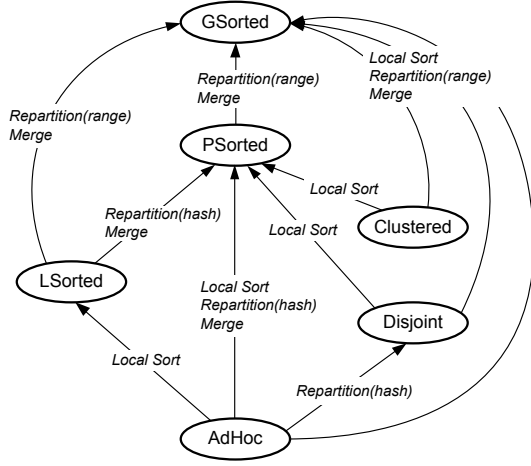 GSorted
Local Sort
Repartition(range)
Merge
Repartition(range)
Merge
Repartition(range)
Merge
PSorted
Local Sort
Repartition(hash)
Merge
Clustered
Local Sort
LSorted
Local Sort
Repartition(hash)
Merge
Disjoint
Local Sort
Repartition(hash)
AdHoc